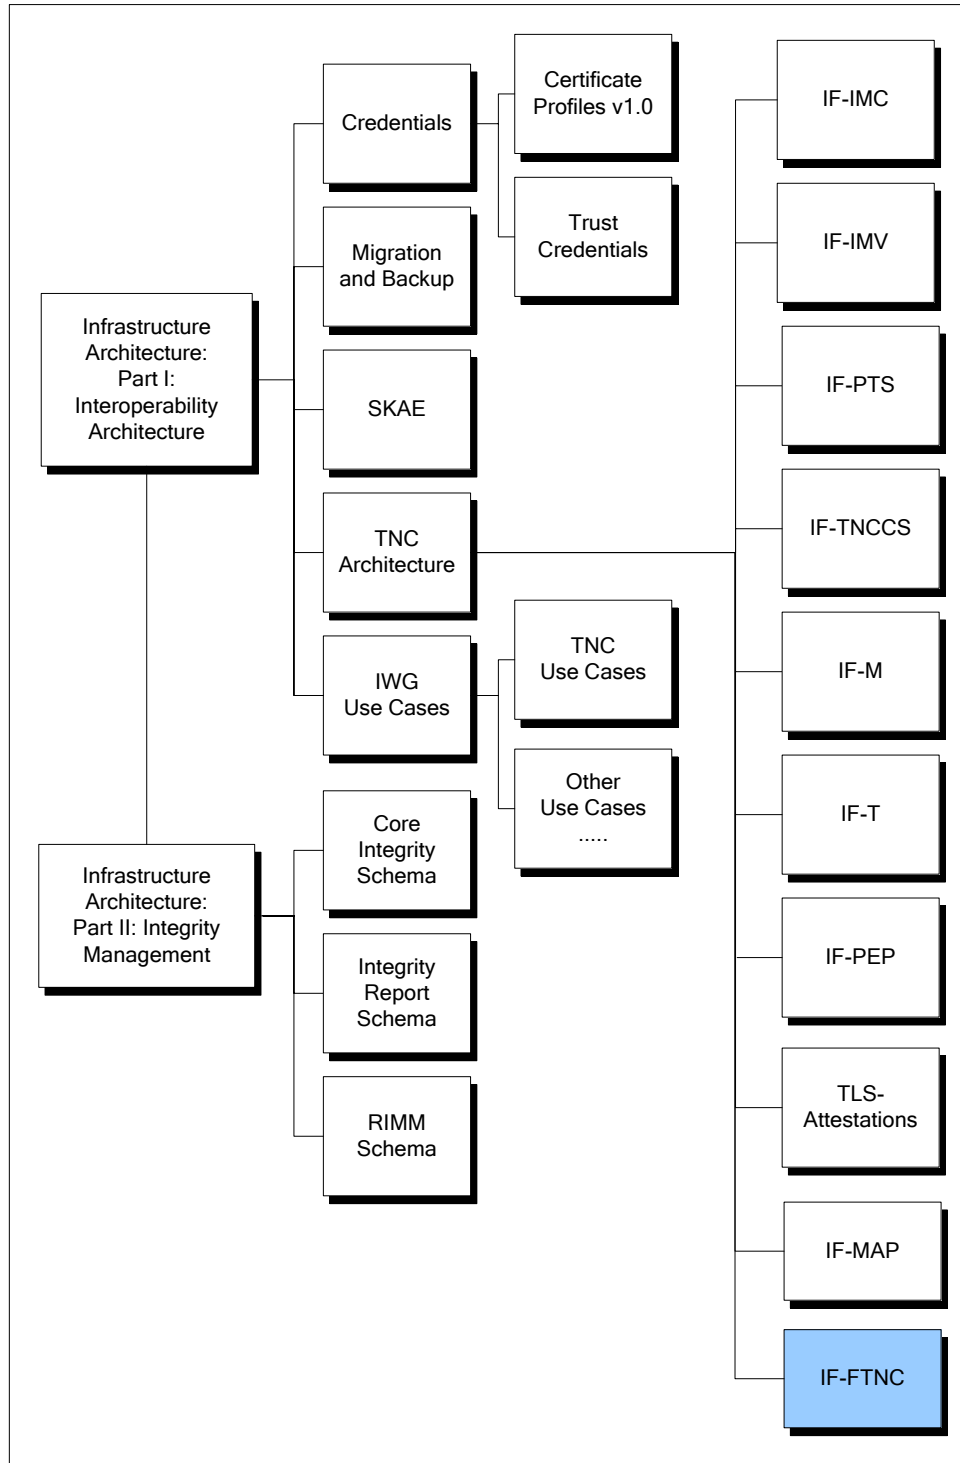 Infrastructure
Architecture:
Part I:
Interoperability
Architecture
Infrastructure
Architecture:
Part II: Integrity
Management
Credentials
Migration
and Backup
SKAE
TNC
Architecture
IWG
Use Cases
Core
Integrity
Schema
Integrity
Report
Schema
RIMM
Schema
Certificate
Profiles v1.0
Trust
Credentials
TNC
Use Cases
Other
Use Cases
.....
IF-IMC
IF-IMV
IF-PTS
IF-TNCCS
IF-M
IF-T
IF-PEP
TLS-
Attestations
IF-MAP
IF-FTNC